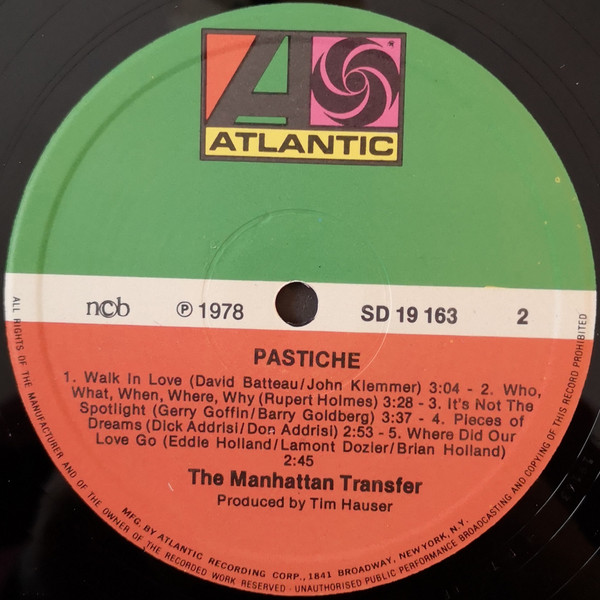 ATLANTIC
ncb ℗ 1978 SD 19 163 2
PASTICHE
1. Walk In Love (David Batteau/John Klemmer) 3:04 - 2. Who,
What, When, Where, Why (Rupert Holmes) 3:28 - 3. It's Not The
Spotlight (Gerry Goffin/Barry Goldberg) 3:37 - 4. Pieces of
Dreams (Dick Addrisi/Don Addrisi) 2:53 - 5. Where Did Our
Love Go (Eddie Holland/Lamont Dozier/Brian Holland)
2:45
The Manhattan Transfer
Produced by Tim Hauser
MFG. BY ATLANTIC RECORDING CORP., 1841 BROADWAY, NEW YORK, N.Y.
ALL RIGHTS OF THE MANUFACTURER AND OF THE OWNER OF THE RECORDED WORK RESERVED - UNAUTHORISED PUBLIC PERFORMANCE BROADCASTING AND COPYING OF THIS RECORD PROHIBITED